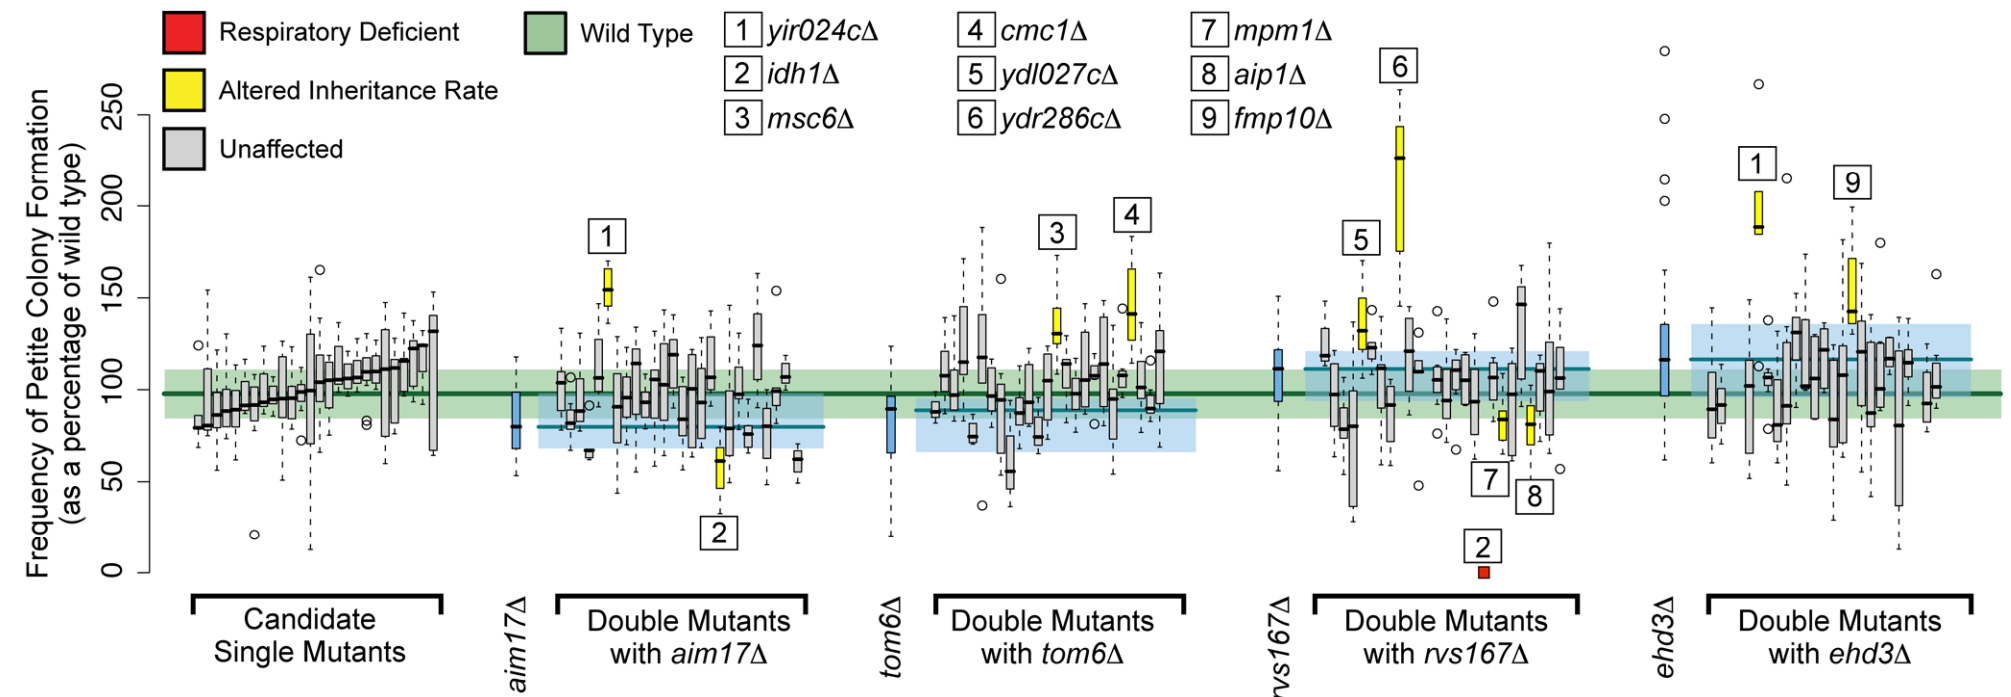 Respiratory Deficient
Altered Inheritance Rate
Unaffected
Wild Type
1 yir024cΔ
2 idh1Δ
3 msc6Δ
4 cmc1Δ
5 ydl027cΔ
6 ydr286cΔ
7 mpm1Δ
8 aip1Δ
9 fmp10Δ
Frequency of Petite Colony Formation
(as a percentage of wild type)
250
200
150
100
50
0
1
2
3
4
5
6
7
8
2
1
9
Candidate
Single Mutants
aim17Δ
Double Mutants
with aim17Δ
tom6Δ
Double Mutants
with tom6Δ
rvs167Δ
Double Mutants
with rvs167Δ
ehd3Δ
Double Mutants
with ehd3Δ